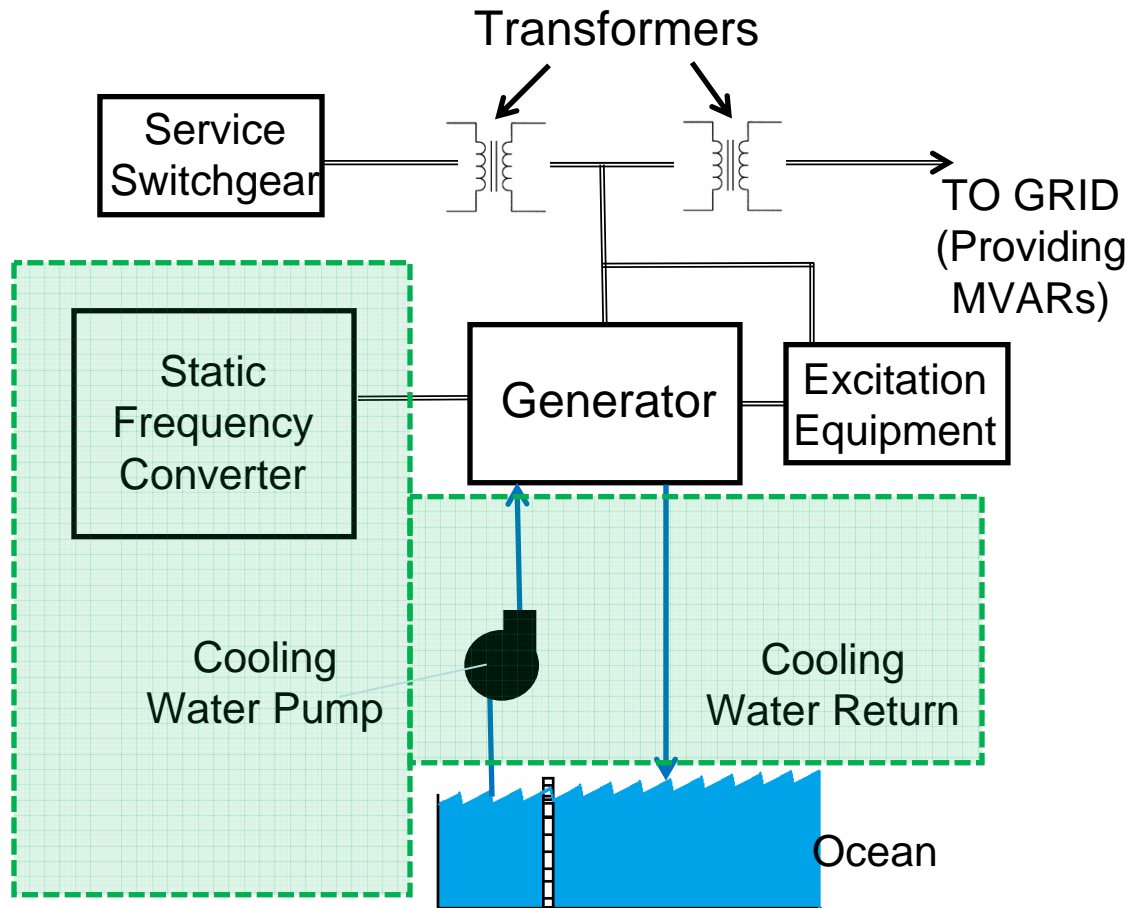 Transformers
Service
Switchgear
TO GRID
(Providing
MVARs)
Static
Frequency
Converter
Generator
Excitation
Equipment
Cooling
Water Pump
Cooling
Water Return
Ocean